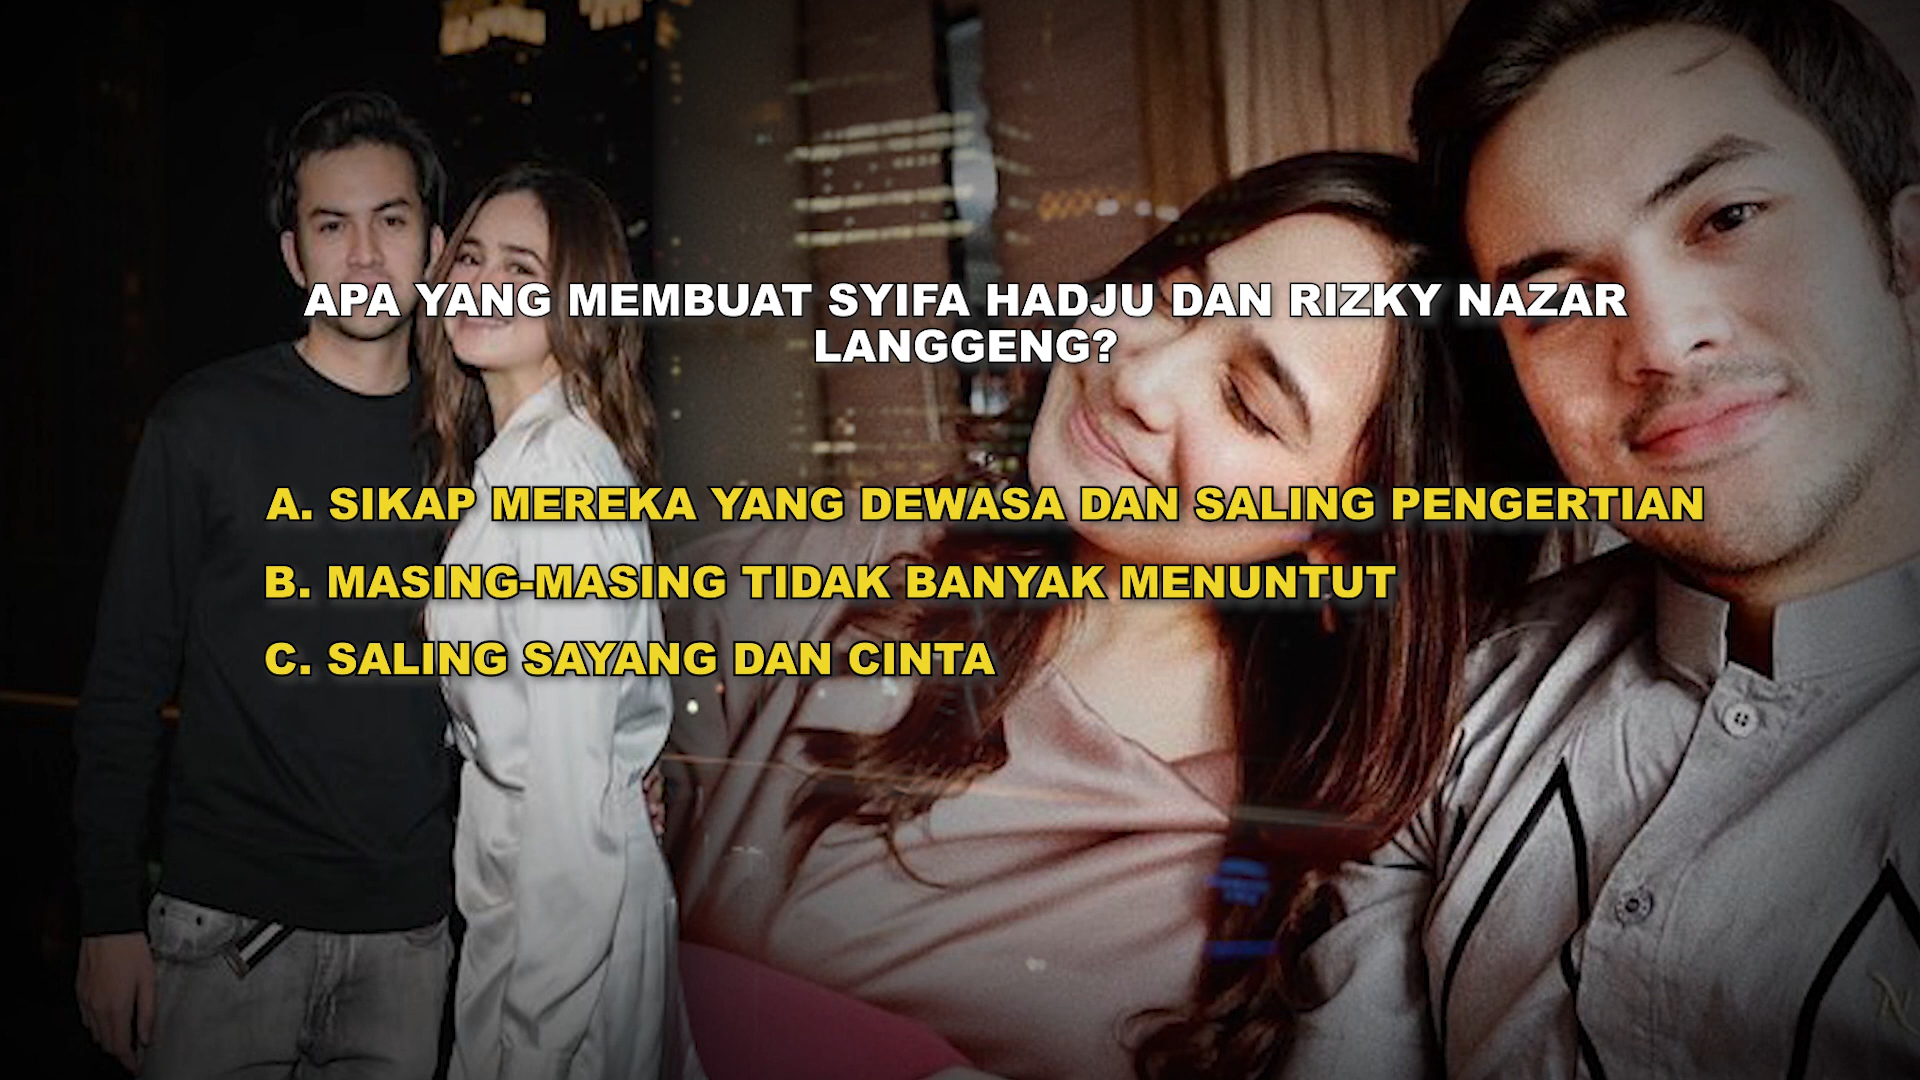 APA YANG MEMBUAT SYIFA HADJU DAN RIZKY NAZAR
LANGGENG?
A. SIKAP MEREKA YANG DEWASA DAN SALING PENGERTIAN
B. MASING-MASING TIDAK BANYAK MENUNTUT
C. SALING SAYANG DAN CINTA